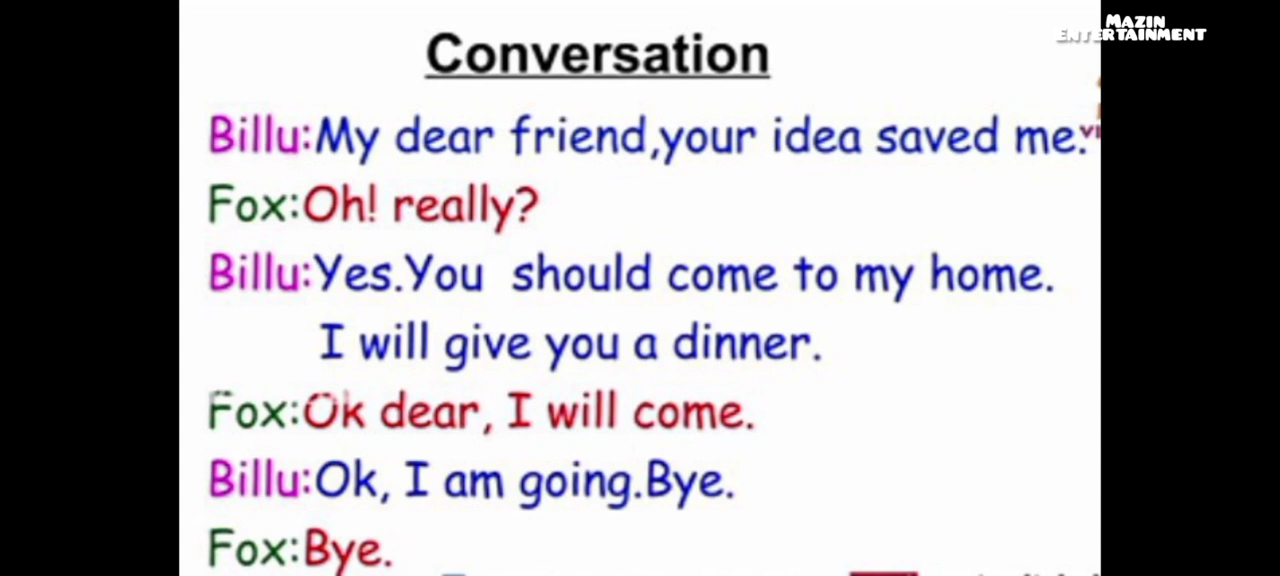 MAZIN
ENTERTAINMENT
Conversation
Billu:My dear friend,your idea saved me.
Fox:Oh! really?
Billu:Yes.You should come to my home.
I will give you a dinner.
Fox:Ok dear, I will come.
Billu:Ok, I am going.Bye.
Fox:Bye.